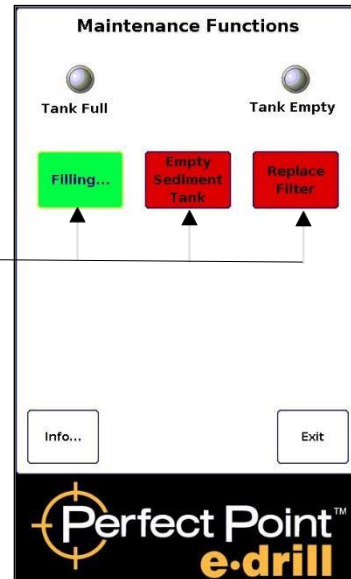 Maintenance Functions
Tank Full
Tank Empty
Filling...
Empty
Sediment
Tank
Replace
Filter
Info...
Exit
Perfect Point™
e•drill